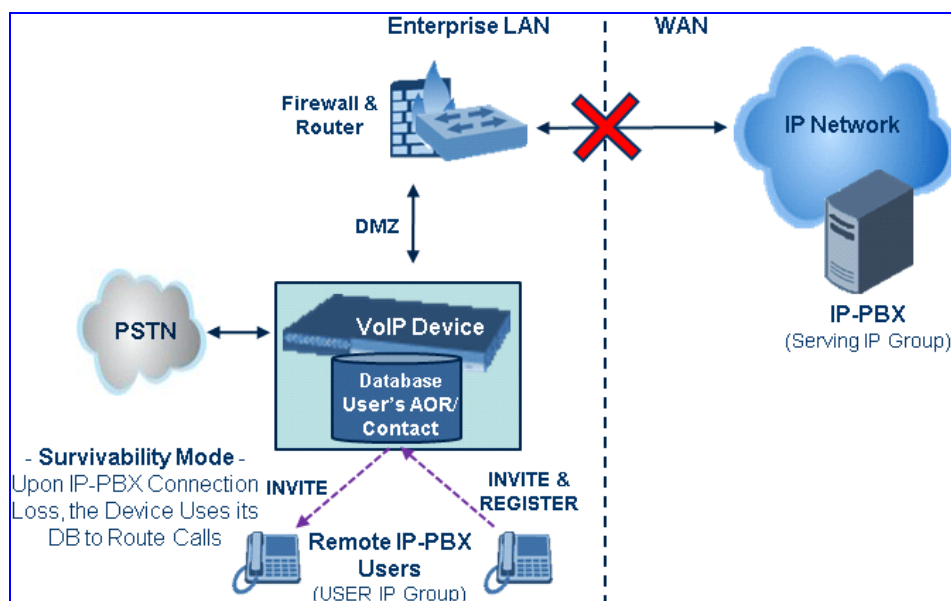 Enterprise LAN
WAN
Firewall &
Router
IP Network
DMZ
IP-PBX
(Serving IP Group)
PSTN
VoIP Device
Database
User's AOR/
Contact
- Survivability Mode -
Upon IP-PBX Connection
Loss, the Device Uses its
DB to Route Calls
INVITE
INVITE &
REGISTER
Remote IP-PBX
Users
(USER IP Group)